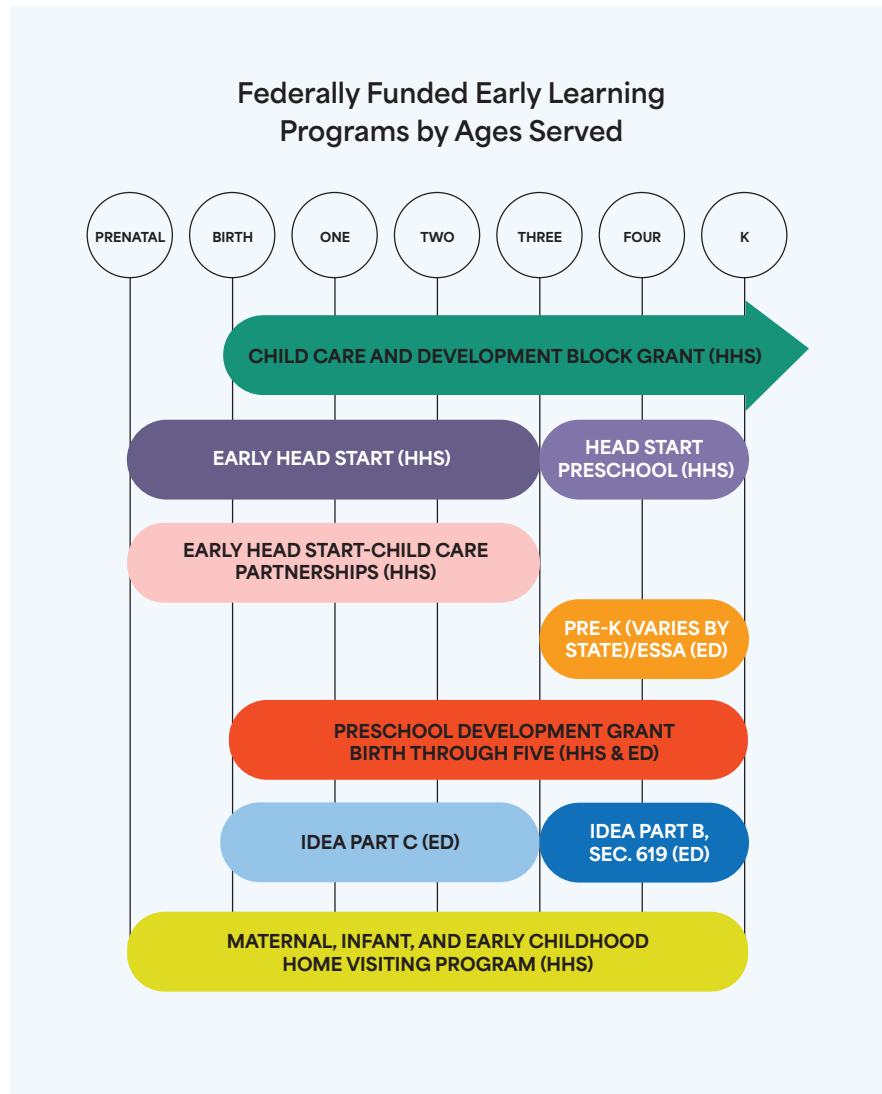 Federally Funded Early Learning
Programs by Ages Served
PRENATAL
BIRTH
ONE
TWO
THREE
FOUR
K
CHILD CARE AND DEVELOPMENT BLOCK GRANT (HHS)
EARLY HEAD START (HHS)
HEAD START
PRESCHOOL (HHS)
EARLY HEAD START-CHILD CARE
PARTNERSHIPS (HHS)
PRE-K (VARIES BY
STATE)/ESSA (ED)
PRESCHOOL DEVELOPMENT GRANT
BIRTH THROUGH FIVE (HHS & ED)
IDEA PART C (ED)
IDEA PART B,
SEC. 619 (ED)
MATERNAL, INFANT, AND EARLY CHILDHOOD
HOME VISITING PROGRAM (HHS)